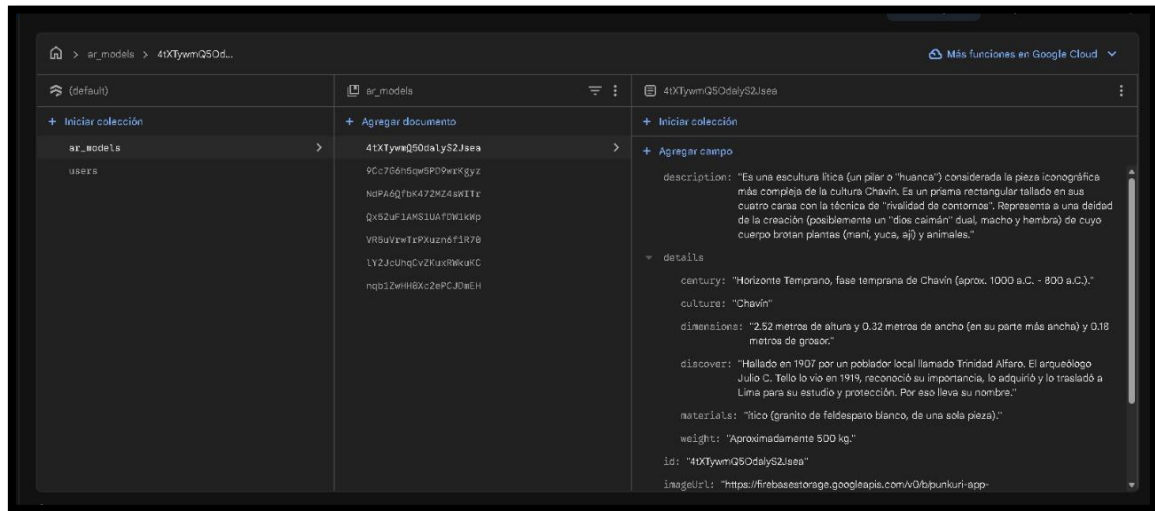 ar_models > 4tXTywmQ5Od...
Más funciones en Google Cloud
(default)
ar_models
4tXTywmQ5OdalyS2Jsea
+ Iniciar colección
+ Agregar documento
+ Iniciar colección
ar_models
users
4tXTywmQ5OdalyS2Jsea
9Cc7G6h5qw5PD9wrKgyz
NdPA6QfbK472MZ4sWITr
Qx52uF1AMS1UAfDW1kWp
VR5uVrwTrPXuzn6f1R78
lY2JcUhqCvZKuxRWkuKC
nqb1ZwHH8Xc2ePCJOmEH
+ Agregar campo
description: "Es una escultura lítica (un pilar o "huanca") considerada la pieza iconográfica
más compleja de la cultura Chavín. Es un prisma rectangular tallado en sus
cuatro caras con la técnica de "rivalidad de contornos". Representa a una deidad
de la creación (posiblemente un "dios caimán" dual, macho y hembra) de cuyo
cuerpo brotan plantas (maní, yuca, ají) y animales."
details
century: "Horizonte Temprano, fase temprana de Chavín (aprox. 1000 a.C. - 800 a.C.)."
culture: "Chavín"
dimensions: "2.52 metros de altura y 0.32 metros de ancho (en su parte más ancha) y 0.18
metros de grosor."
discover: "Hallado en 1907 por un poblador local llamado Trinidad Alfaro. El arqueólogo
Julio C. Tello lo vio en 1919, reconoció su importancia, lo adquirió y lo trasladó a
Lima para su estudio y protección. Por eso lleva su nombre."
materials: "ítico (granito de feldespato blanco, de una sola pieza)."
weight: "Aproximadamente 500 kg."
id: "4tXTywmQ5OdalyS2Jsea"
imageUrl: "https://firebasestorage.googleapis.com/v0/b/punkuri-app-